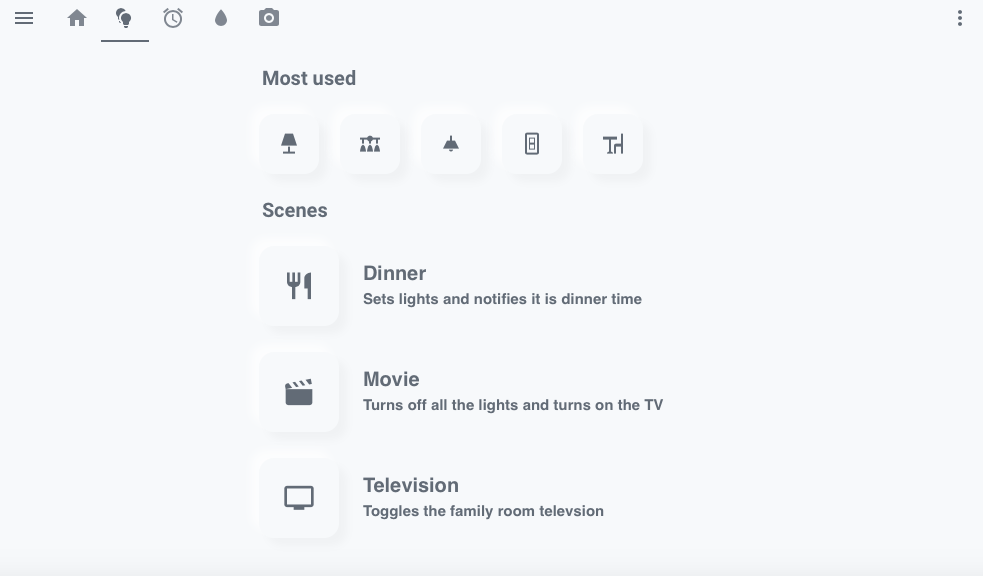 Most used
Scenes
Dinner
Sets lights and notifies it is dinner time
Movie
Turns off all the lights and turns on the TV
Television
Toggles the family room televsion